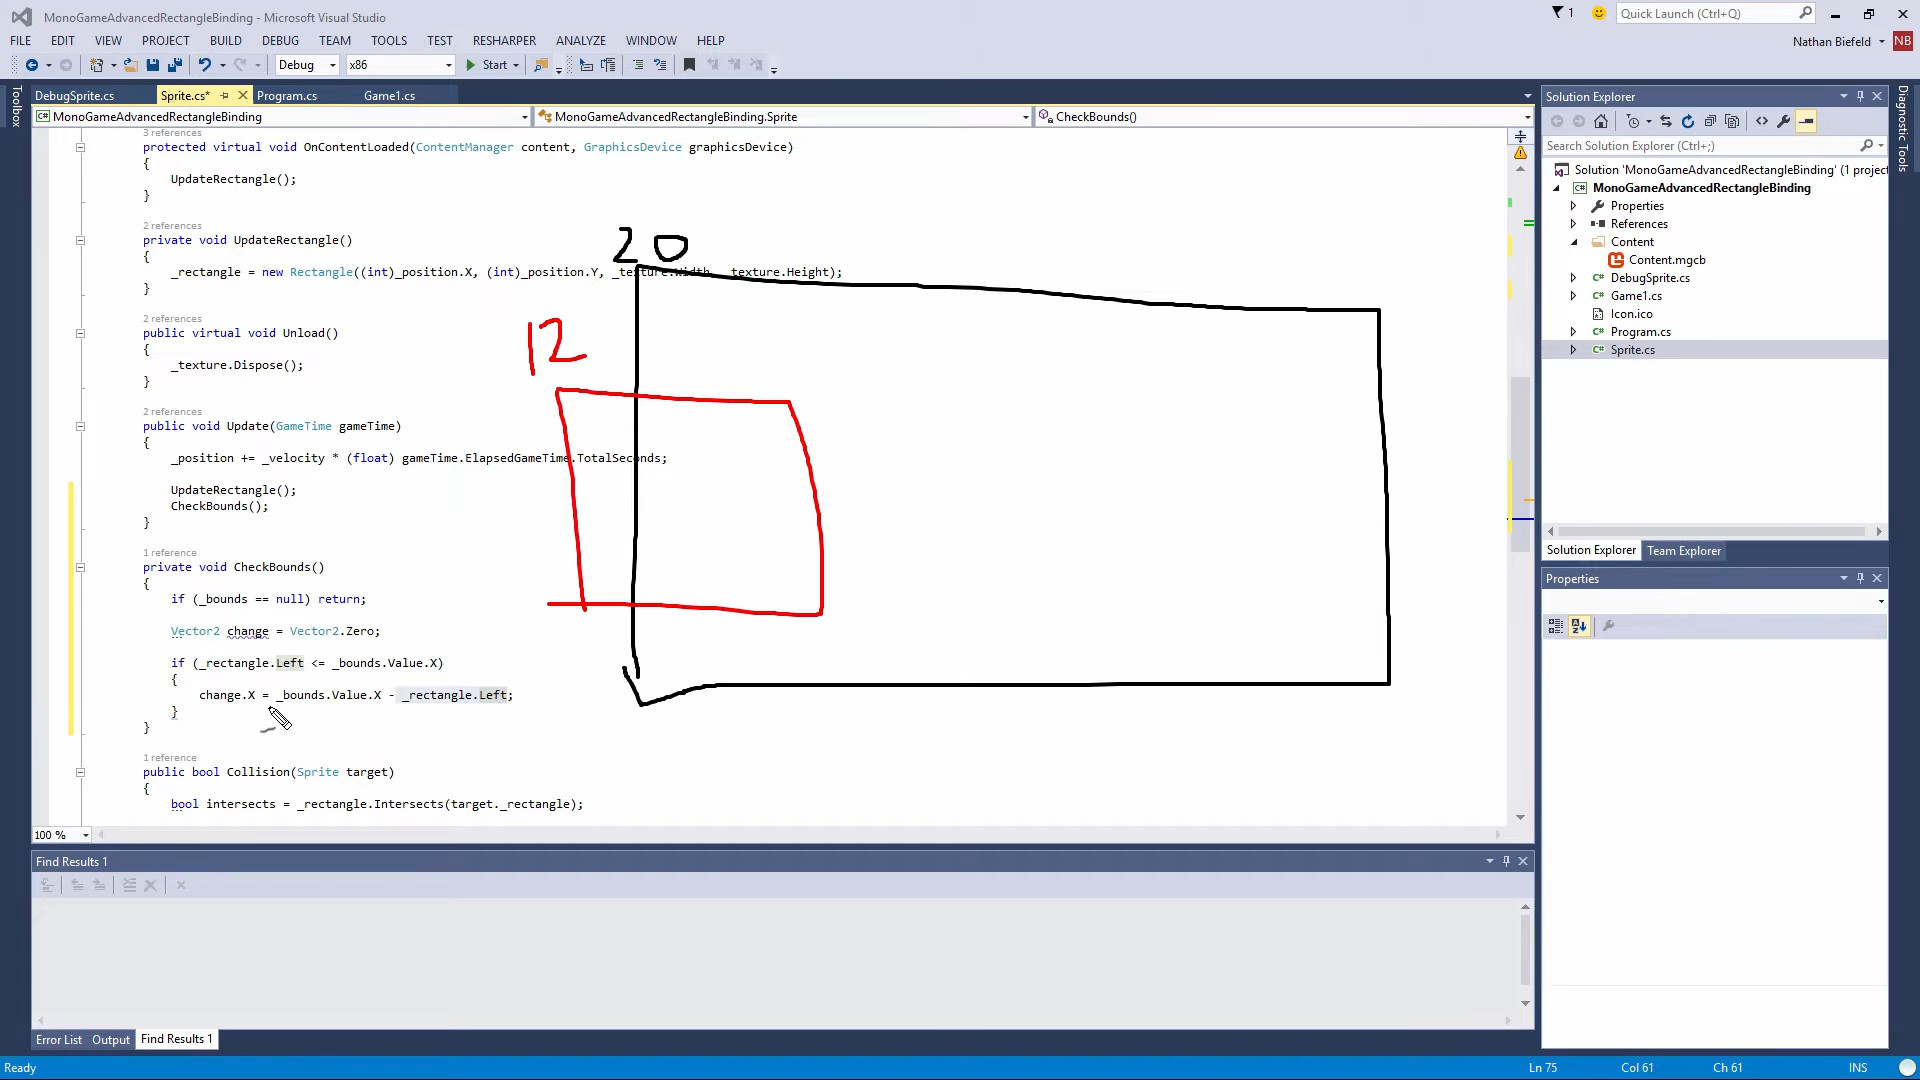 MonoGameAdvancedRectangleBinding - Microsoft Visual Studio
1
Quick Launch (Ctrl+Q)
FILE EDIT VIEW PROJECT BUILD DEBUG TEAM TOOLS TEST RESHARPER ANALYZE WINDOW HELP
Nathan Biefeld
NB
Debug
x86
Start
Toolbox
DebugSprite.cs
Sprite.cs*
Program.cs
Game1.cs
MonoGameAdvancedRectangleBinding
MonoGameAdvancedRectangleBinding.Sprite
CheckBounds()
3 references
protected virtual void OnContentLoaded(ContentManager content, GraphicsDevice graphicsDevice)
{
UpdateRectangle();
}
2 references
private void UpdateRectangle()
{
_rectangle = new Rectangle((int)_position.X, (int)_position.Y, _texture.Width, _texture.Height);
}
2 references
public virtual void Unload()
{
_texture.Dispose();
}
2 references
public void Update(GameTime gameTime)
{
_position += _velocity * (float) gameTime.ElapsedGameTime.TotalSeconds;
UpdateRectangle();
CheckBounds();
}
1 reference
private void CheckBounds()
{
if (_bounds == null) return;
Vector2 change = Vector2.Zero;
if (_rectangle.Left <= _bounds.Value.X)
{
change.X = _bounds.Value.X - _rectangle.Left;
}
}
1 reference
public bool Collision(Sprite target)
{
bool intersects = _rectangle.Intersects(target._rectangle);
20
12
100 %
Find Results 1
Error List
Output
Find Results 1
Solution Explorer
Search Solution Explorer (Ctrl+;)
Solution 'MonoGameAdvancedRectangleBinding' (1 project
MonoGameAdvancedRectangleBinding
Properties
References
Content
Content.mgcb
DebugSprite.cs
Game1.cs
Icon.ico
Program.cs
Sprite.cs
Solution Explorer
Team Explorer
Properties
Diagnostic Tools
Ready
Ln 75
Col 61
Ch 61
INS